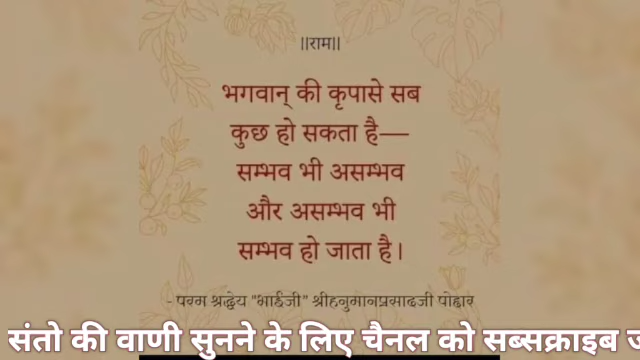 ||राम||
भगवान् की कृपासे सब
कुछ हो सकता है—
सम्भव भी असम्भव
और असम्भव भी
सम्भव हो जाता है।
- परम श्रद्धेय "भाईजी" श्रीहनुमानप्रसादजी पोद्दार
संतो की वाणी सुनने के लिए चैनल को सब्सक्राइब